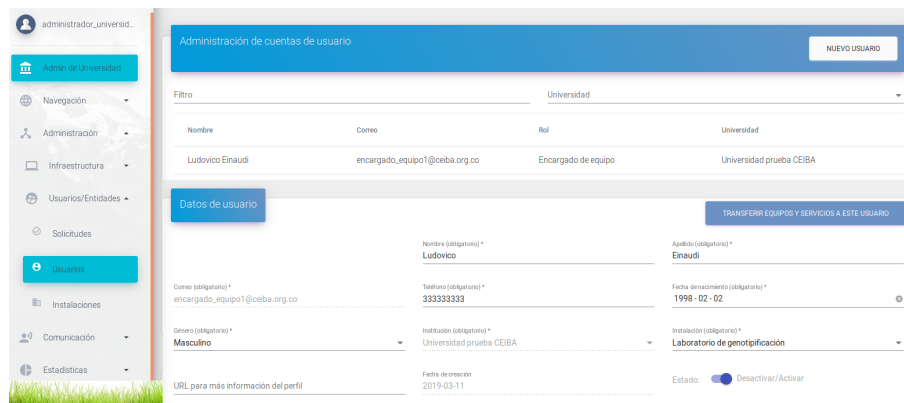 administrador_universid...
Admin de Universidad
Navegación
Administración
Infraestructura
Usuarios/Entidades
Solicitudes
Usuarios
Instalaciones
Comunicación
Estadísticas
Administración de cuentas de usuario
NUEVO USUARIO
Filtro Universidad
Nombre Correo Rol Universidad
Ludovico Einaudi encargado_equipo1@ceiba.org.co Encargado de equipo Universidad prueba CEIBA
Datos de usuario
TRANSFERIR EQUIPOS Y SERVICIOS A ESTE USUARIO
Nombre (obligatorio) * Apellido (obligatorio) *
Ludovico Einaudi
Correo (obligatorio) * Teléfono (obligatorio) * Fecha de nacimiento (obligatorio) *
encargado_equipo1@ceiba.org.co 333333333 1998 - 02 - 02
Género (obligatorio) * Institución (obligatorio) * Instalación (obligatorio) *
Masculino Universidad prueba CEIBA Laboratorio de genotipificación
Fecha de creación
URL para más información del perfil 2019-03-11 Estado: Desactivar/Activar